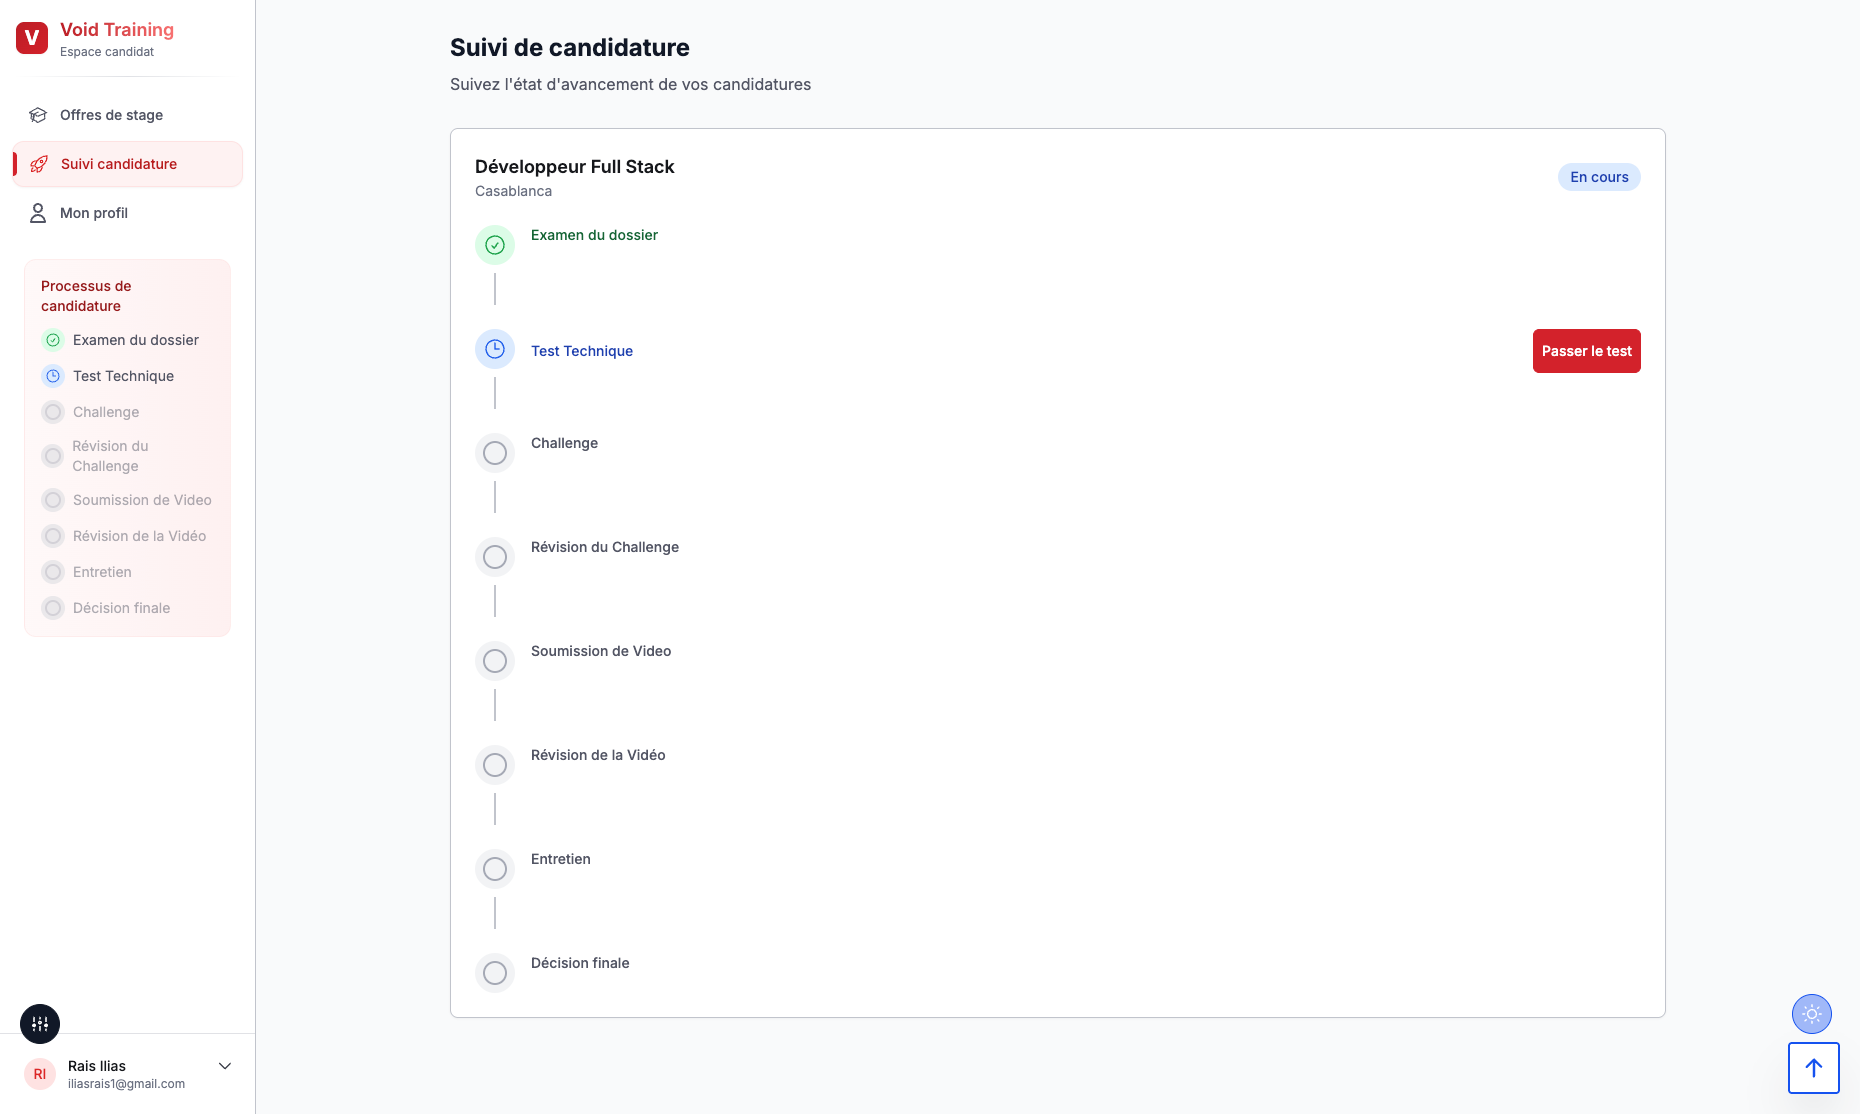 V
Void Training
Espace candidat
Offres de stage
Suivi candidature
Mon profil
Processus de
candidature
Examen du dossier
Test Technique
Challenge
Révision du
Challenge
Soumission de Video
Révision de la Vidéo
Entretien
Décision finale
RI
Rais Ilias
iliasrais1@gmail.com
Suivi de candidature
Suivez l'état d'avancement de vos candidatures
Développeur Full Stack
Casablanca
En cours
Examen du dossier
Test Technique
Passer le test
Challenge
Révision du Challenge
Soumission de Video
Révision de la Vidéo
Entretien
Décision finale